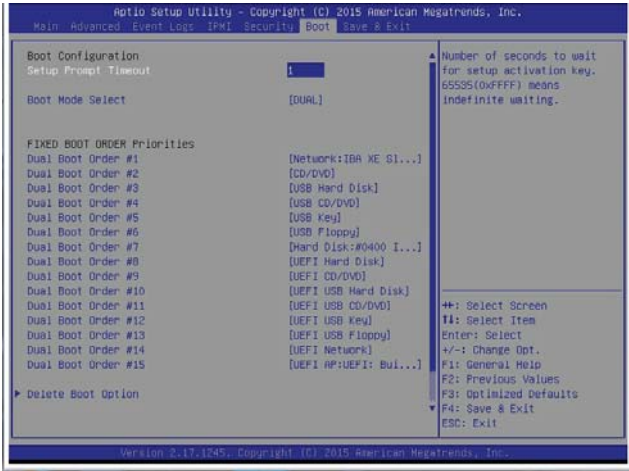 Aptio Setup Utility - Copyright (C) 2015 American Megatrends, Inc.
Main Advanced Event Logs IPMI Security Boot Save & Exit
Boot Configuration
Setup Prompt Timeout 1
Boot Mode Select [DUAL]
FIXED BOOT ORDER Priorities
Dual Boot Order #1 [Network:IBA XE Sl...]
Dual Boot Order #2 [CD/DVD]
Dual Boot Order #3 [USB Hard Disk]
Dual Boot Order #4 [USB CD/DVD]
Dual Boot Order #5 [USB Key]
Dual Boot Order #6 [USB Floppy]
Dual Boot Order #7 [Hard Disk:#0400 I...]
Dual Boot Order #8 [UEFI Hard Disk]
Dual Boot Order #9 [UEFI CD/DVD]
Dual Boot Order #10 [UEFI USB Hard Disk]
Dual Boot Order #11 [UEFI USB CD/DVD]
Dual Boot Order #12 [UEFI USB Key]
Dual Boot Order #13 [UEFI USB Floppy]
Dual Boot Order #14 [UEFI Network]
Dual Boot Order #15 [UEFI AP:UEFI: Bui...]
Delete Boot Option
Number of seconds to wait
for setup activation key.
65535(0xFFFF) means
indefinite waiting.
→←: Select Screen
↑↓: Select Item
Enter: Select
+/-: Change Opt.
F1: General Help
F2: Previous Values
F3: Optimized Defaults
F4: Save & Exit
ESC: Exit
Version 2.17.1245. Copyright (C) 2015 American Megatrends, Inc.